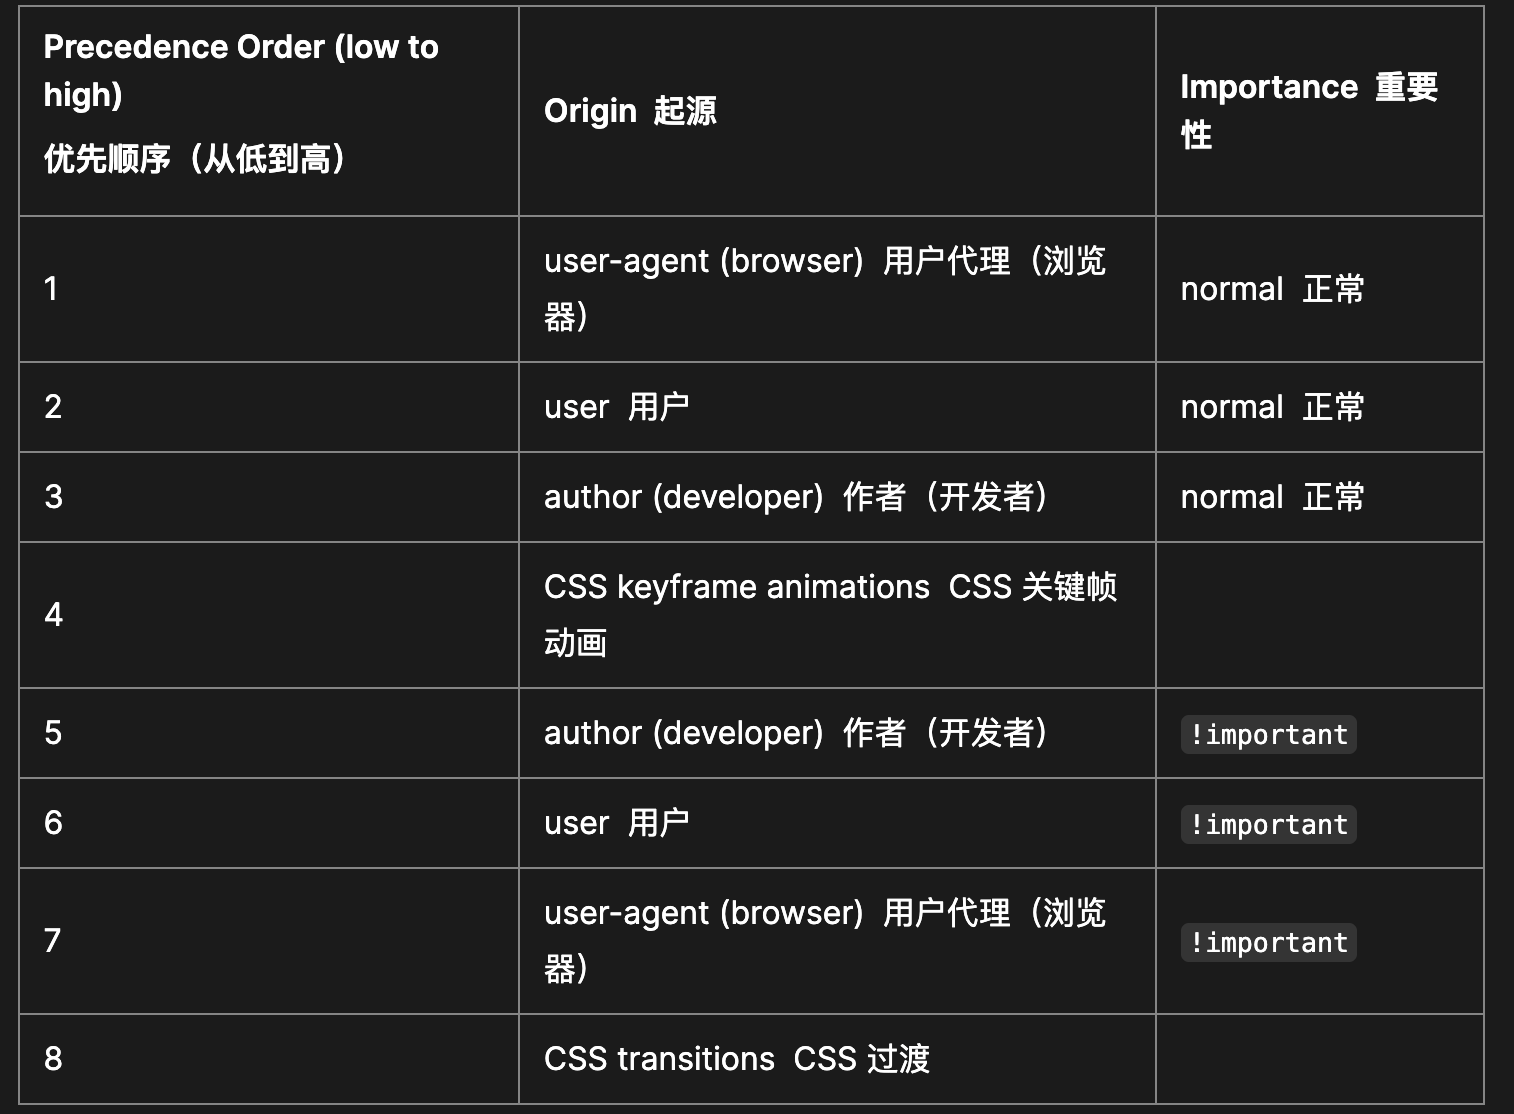 Precedence Order (low to
high)
优先顺序（从低到高）
Origin 起源
Importance 重要
性
1
user-agent (browser) 用户代理（浏览
器）
normal 正常
2
user 用户
normal 正常
3
author (developer) 作者（开发者）
normal 正常
4
CSS keyframe animations CSS 关键帧
动画
5
author (developer) 作者（开发者）
!important
6
user 用户
!important
7
user-agent (browser) 用户代理（浏览
器）
!important
8
CSS transitions CSS 过渡